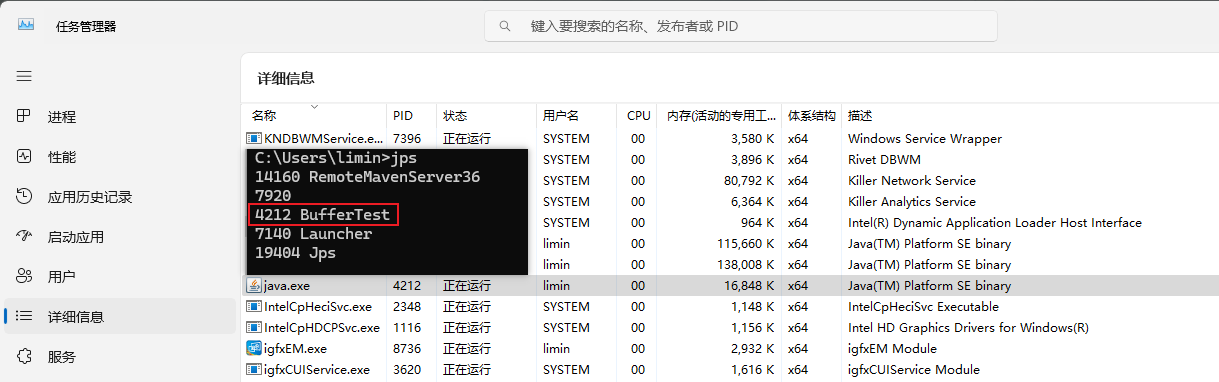 任务管理器
键入要搜索的名称、发布者或 PID
进程
性能
应用历史记录
启动应用
用户
详细信息
服务
详细信息
名称 PID 状态 用户名 CPU 内存(活动的专用工... 体系结构 描述
KNDBWMService.e... 7396 正在运行 SYSTEM 00 3,580 K x64 Windows Service Wrapper
SYSTEM 00 3,896 K x64 Rivet DBWM
SYSTEM 00 80,792 K x64 Killer Network Service
SYSTEM 00 6,364 K x64 Killer Analytics Service
SYSTEM 00 964 K x64 Intel(R) Dynamic Application Loader Host Interface
limin 00 115,660 K x64 Java(TM) Platform SE binary
limin 00 138,008 K x64 Java(TM) Platform SE binary
C:\Users\limin>jps
14160 RemoteMavenServer36
7920
4212 BufferTest
7140 Launcher
19404 Jps
java.exe 4212 正在运行 limin 00 16,848 K x64 Java(TM) Platform SE binary
IntelCpHeciSvc.exe 2348 正在运行 SYSTEM 00 1,148 K x64 IntelCpHeciSvc Executable
IntelCpHDCPSvc.exe 1116 正在运行 SYSTEM 00 1,156 K x64 Intel HD Graphics Drivers for Windows(R)
igfxEM.exe 8736 正在运行 limin 00 2,932 K x64 igfxEM Module
igfxCUIService.exe 3620 正在运行 SYSTEM 00 1,616 K x64 igfxCUIService Module